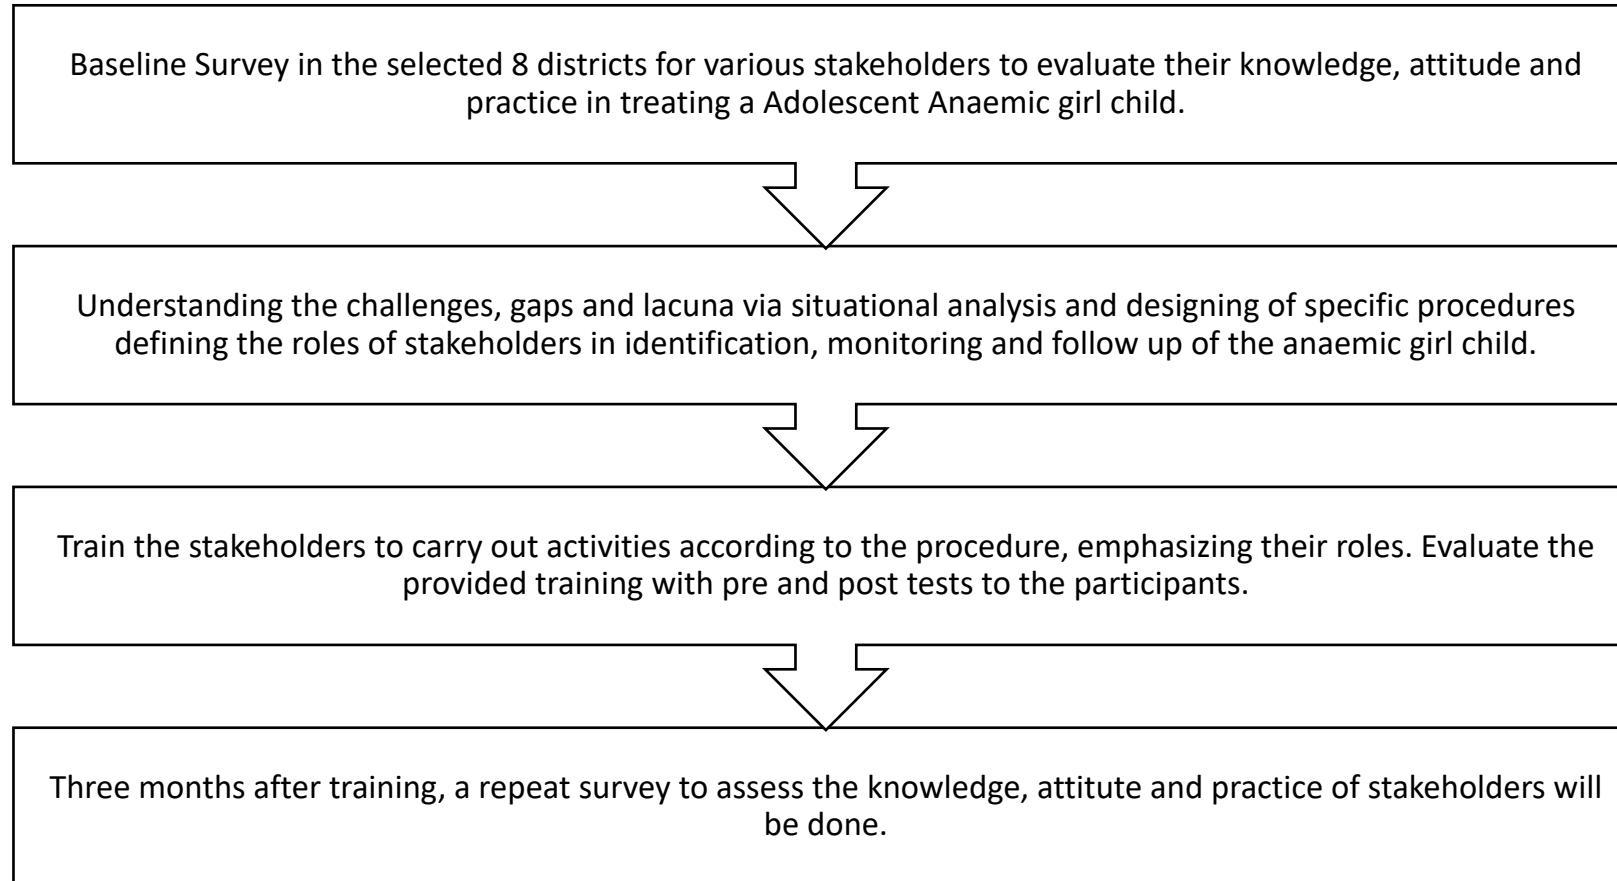 Baseline Survey in the selected 8 districts for various stakeholders to evaluate their knowledge, attitude and
practice in treating a Adolescent Anaemic girl child.
Understanding the challenges, gaps and lacuna via situational analysis and designing of specific procedures
defining the roles of stakeholders in identification, monitoring and follow up of the anaemic girl child.
Train the stakeholders to carry out activities according to the procedure, emphasizing their roles. Evaluate the
provided training with pre and post tests to the participants.
Three months after training, a repeat survey to assess the knowledge, attitute and practice of stakeholders will
be done.